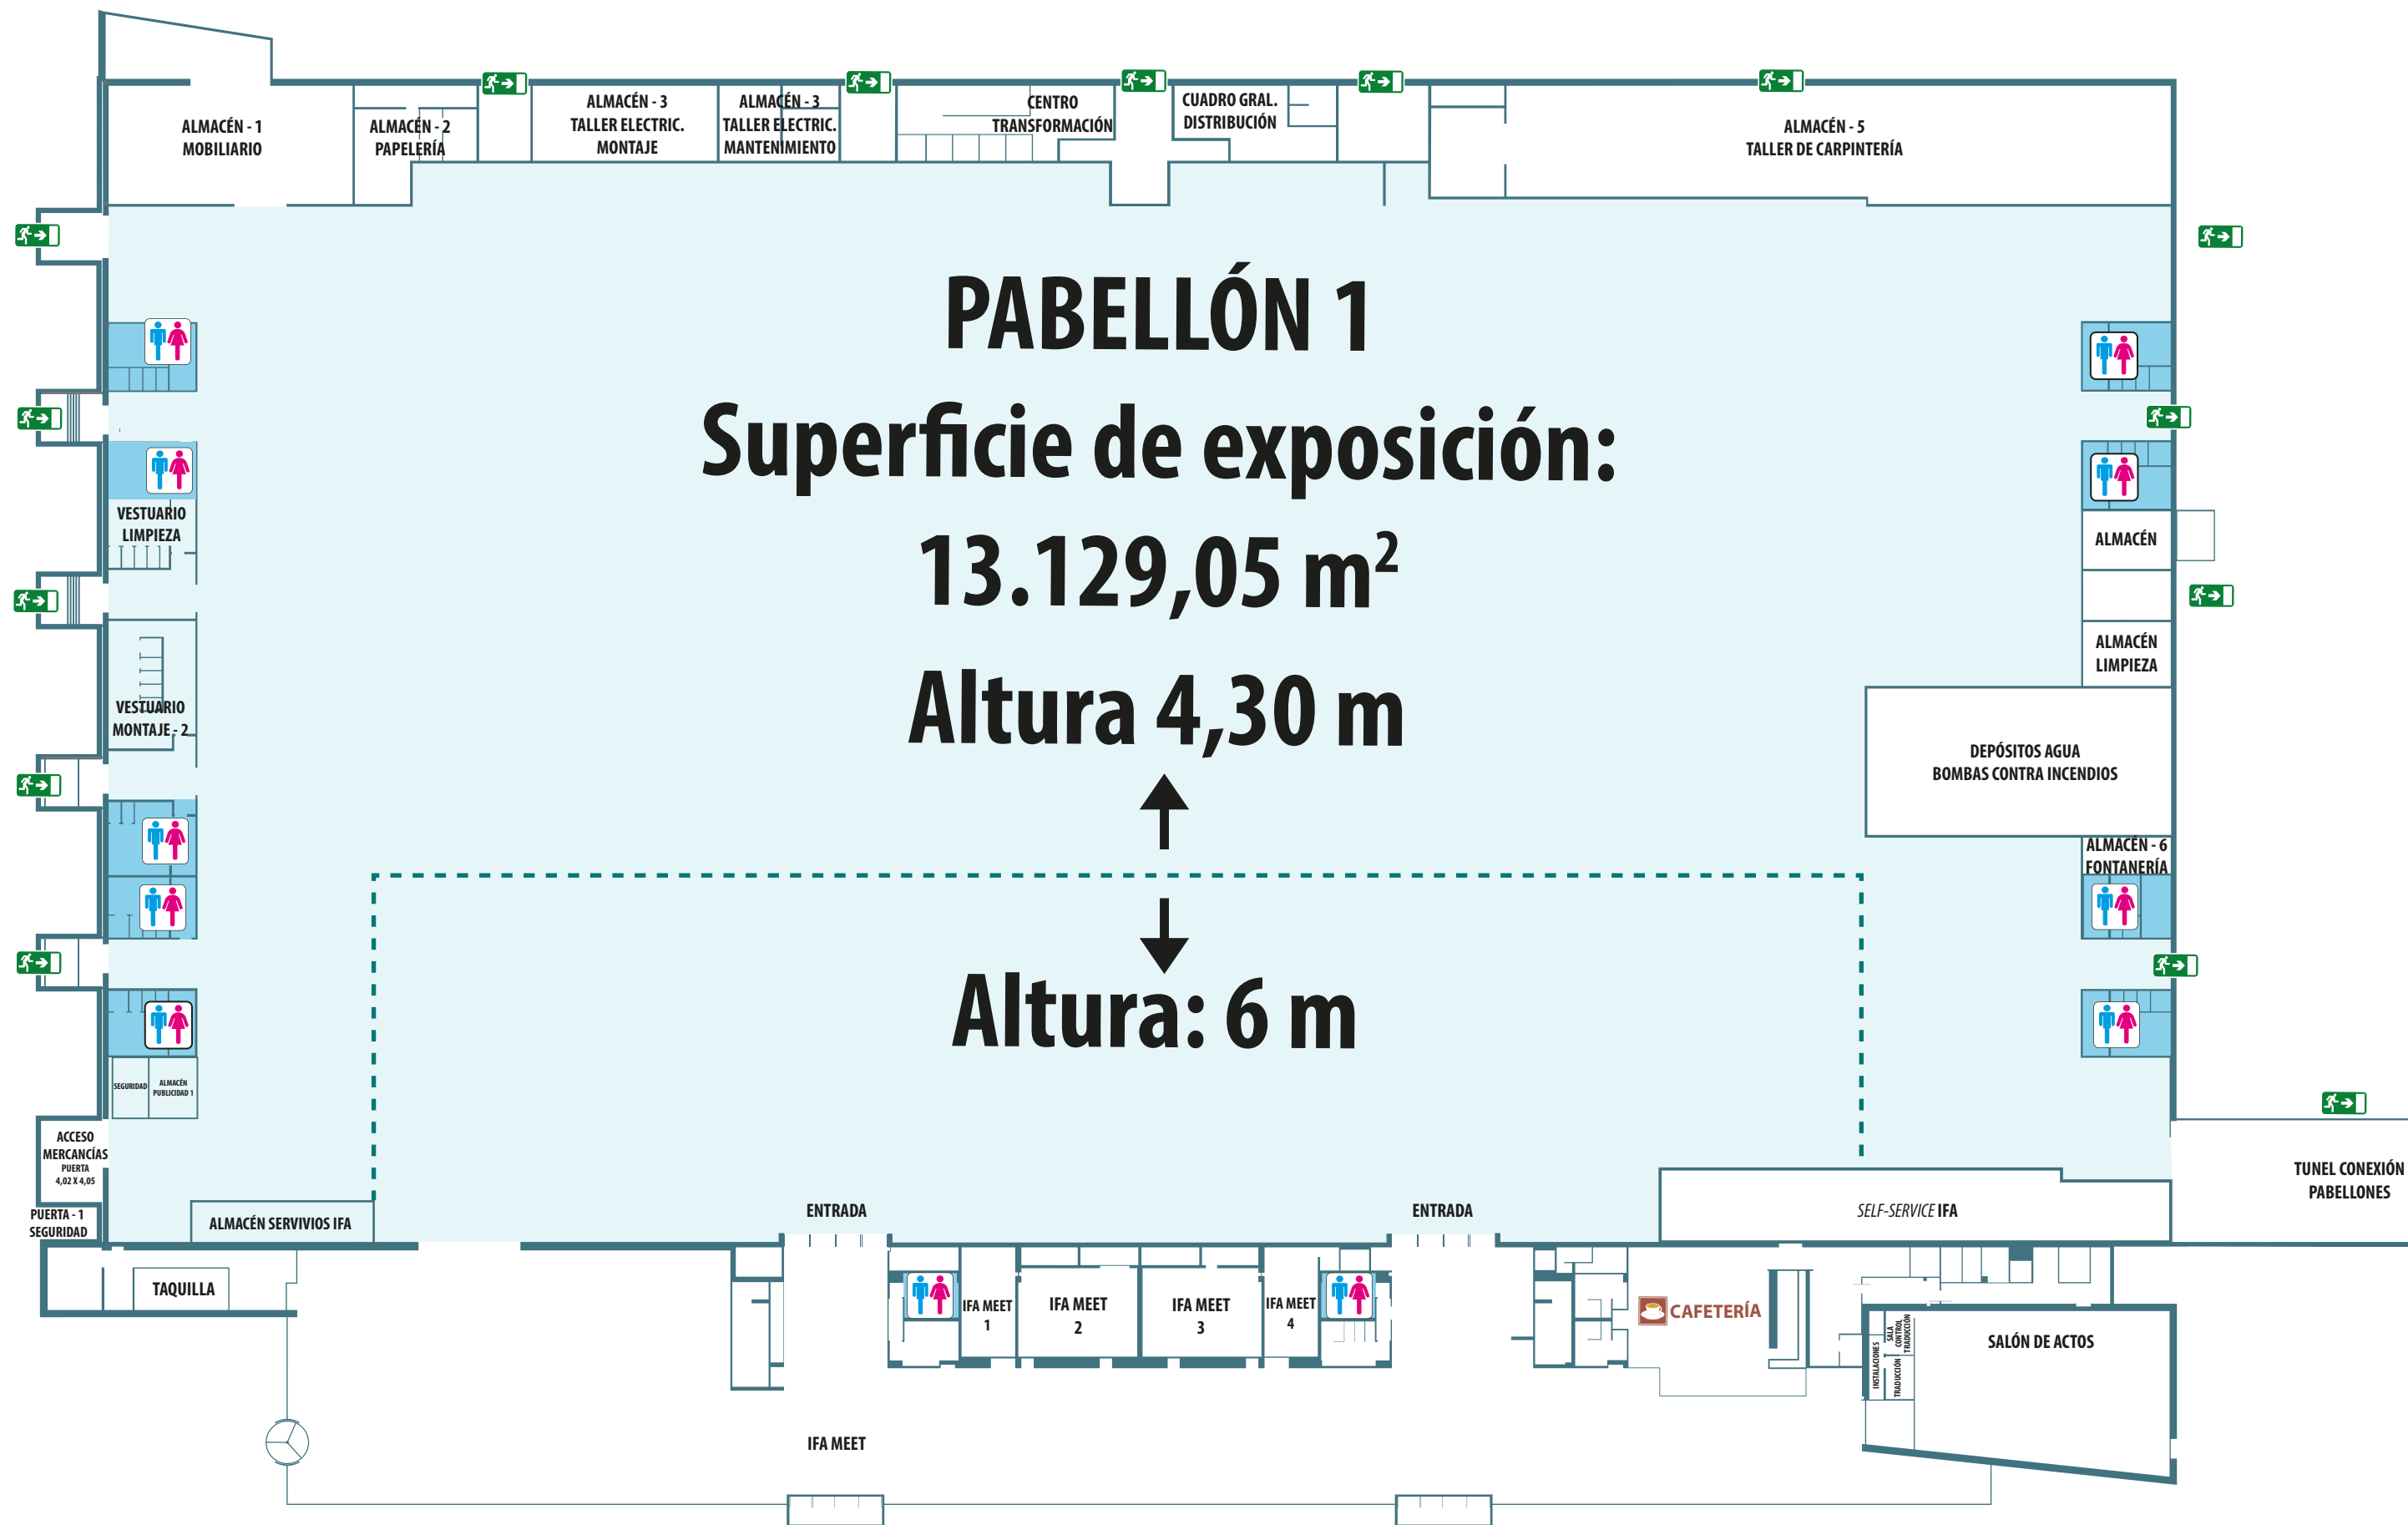 ALMACÉN - 1
MOBILIARIO
ALMACÉN - 2
PAPELERÍA
ALMACÉN - 3
TALLER ELECTRIC.
MONTAJE
ALMACÉN - 3
TALLER ELECTRIC.
MANTENIMIENTO
CENTRO
TRANSFORMACIÓN
CUADRO GRAL.
DISTRIBUCIÓN
ALMACÉN - 5
TALLER DE CARPINTERÍA
PABELLÓN 1
Superficie de exposición:
13.129,05 m²
Altura 4,30 m
Altura: 6 m
VESTUARIO
LIMPIEZA
VESTUARIO
MONTAJE - 2
SEGURIDAD
ALMACÉN
PUBLICIDAD 1
ACCESO
MERCANCÍAS
PUERTA
4,02 X 4,05
PUERTA - 1
SEGURIDAD
ALMACÉN SERVIVIOS IFA
TAQUILLA
ALMACÉN
ALMACÉN
LIMPIEZA
DEPÓSITOS AGUA
BOMBAS CONTRA INCENDIOS
ALMACÉN - 6
FONTANERÍA
TUNEL CONEXIÓN
PABELLONES
ENTRADA
ENTRADA
SELF-SERVICE IFA
IFA MEET
1
IFA MEET
2
IFA MEET
3
IFA MEET
4
CAFETERÍA
INSTALACIONES
SALA
CONTROL
TRADUCCIÓN
TRADUCCIÓN
SALÓN DE ACTOS
IFA MEET